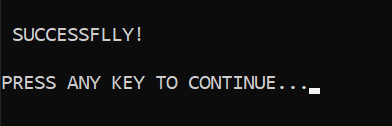 SUCCESSFLLY!
PRESS ANY KEY TO CONTINUE...